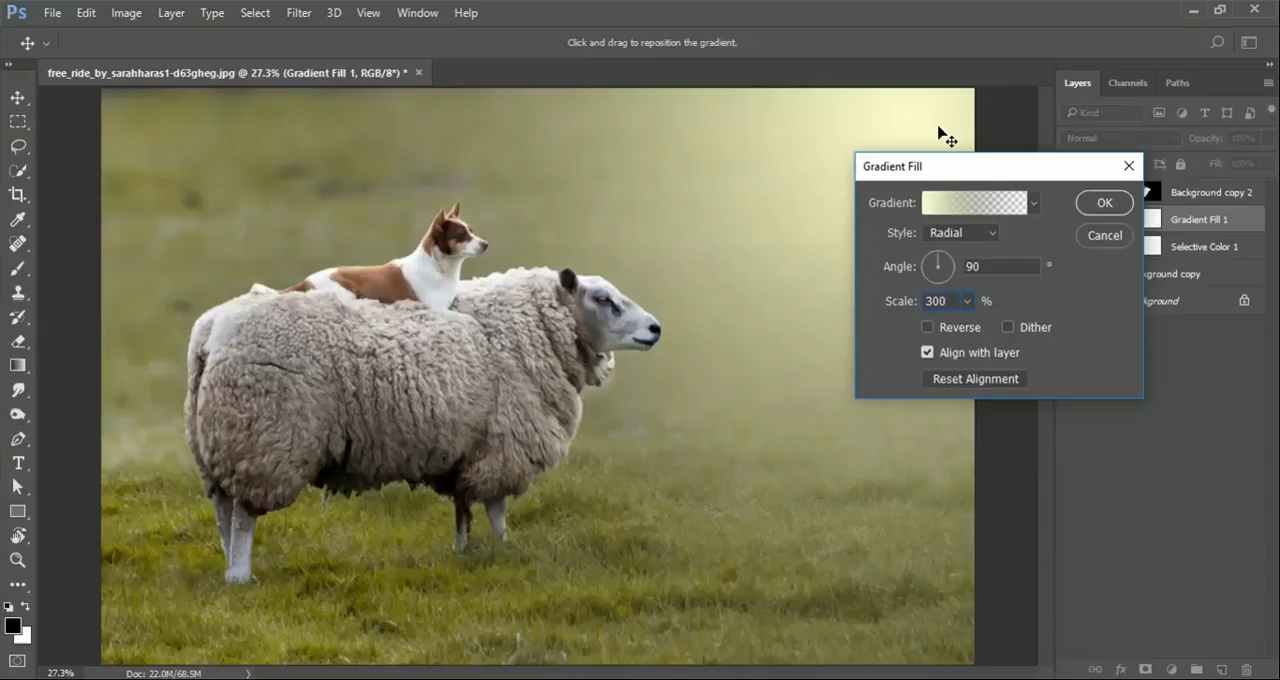 Ps File Edit Image Layer Type Select Filter 3D View Window Help
Click and drag to reposition the gradient.
free_ride_by_sarahharas1-d63gheg.jpg @ 27.3% (Gradient Fill 1, RGB/8*) *
Layers Channels Paths
Kind
Normal Opacity: 100%
Fill: 100%
Gradient Fill
Gradient: OK
Style: Radial Cancel
Angle: 90 °
Scale: 300 %
Reverse Dither
Align with layer
Reset Alignment
Background copy 2
Gradient Fill 1
Selective Color 1
ground copy
ground
27.3% Doc: 22.0M/68.5M